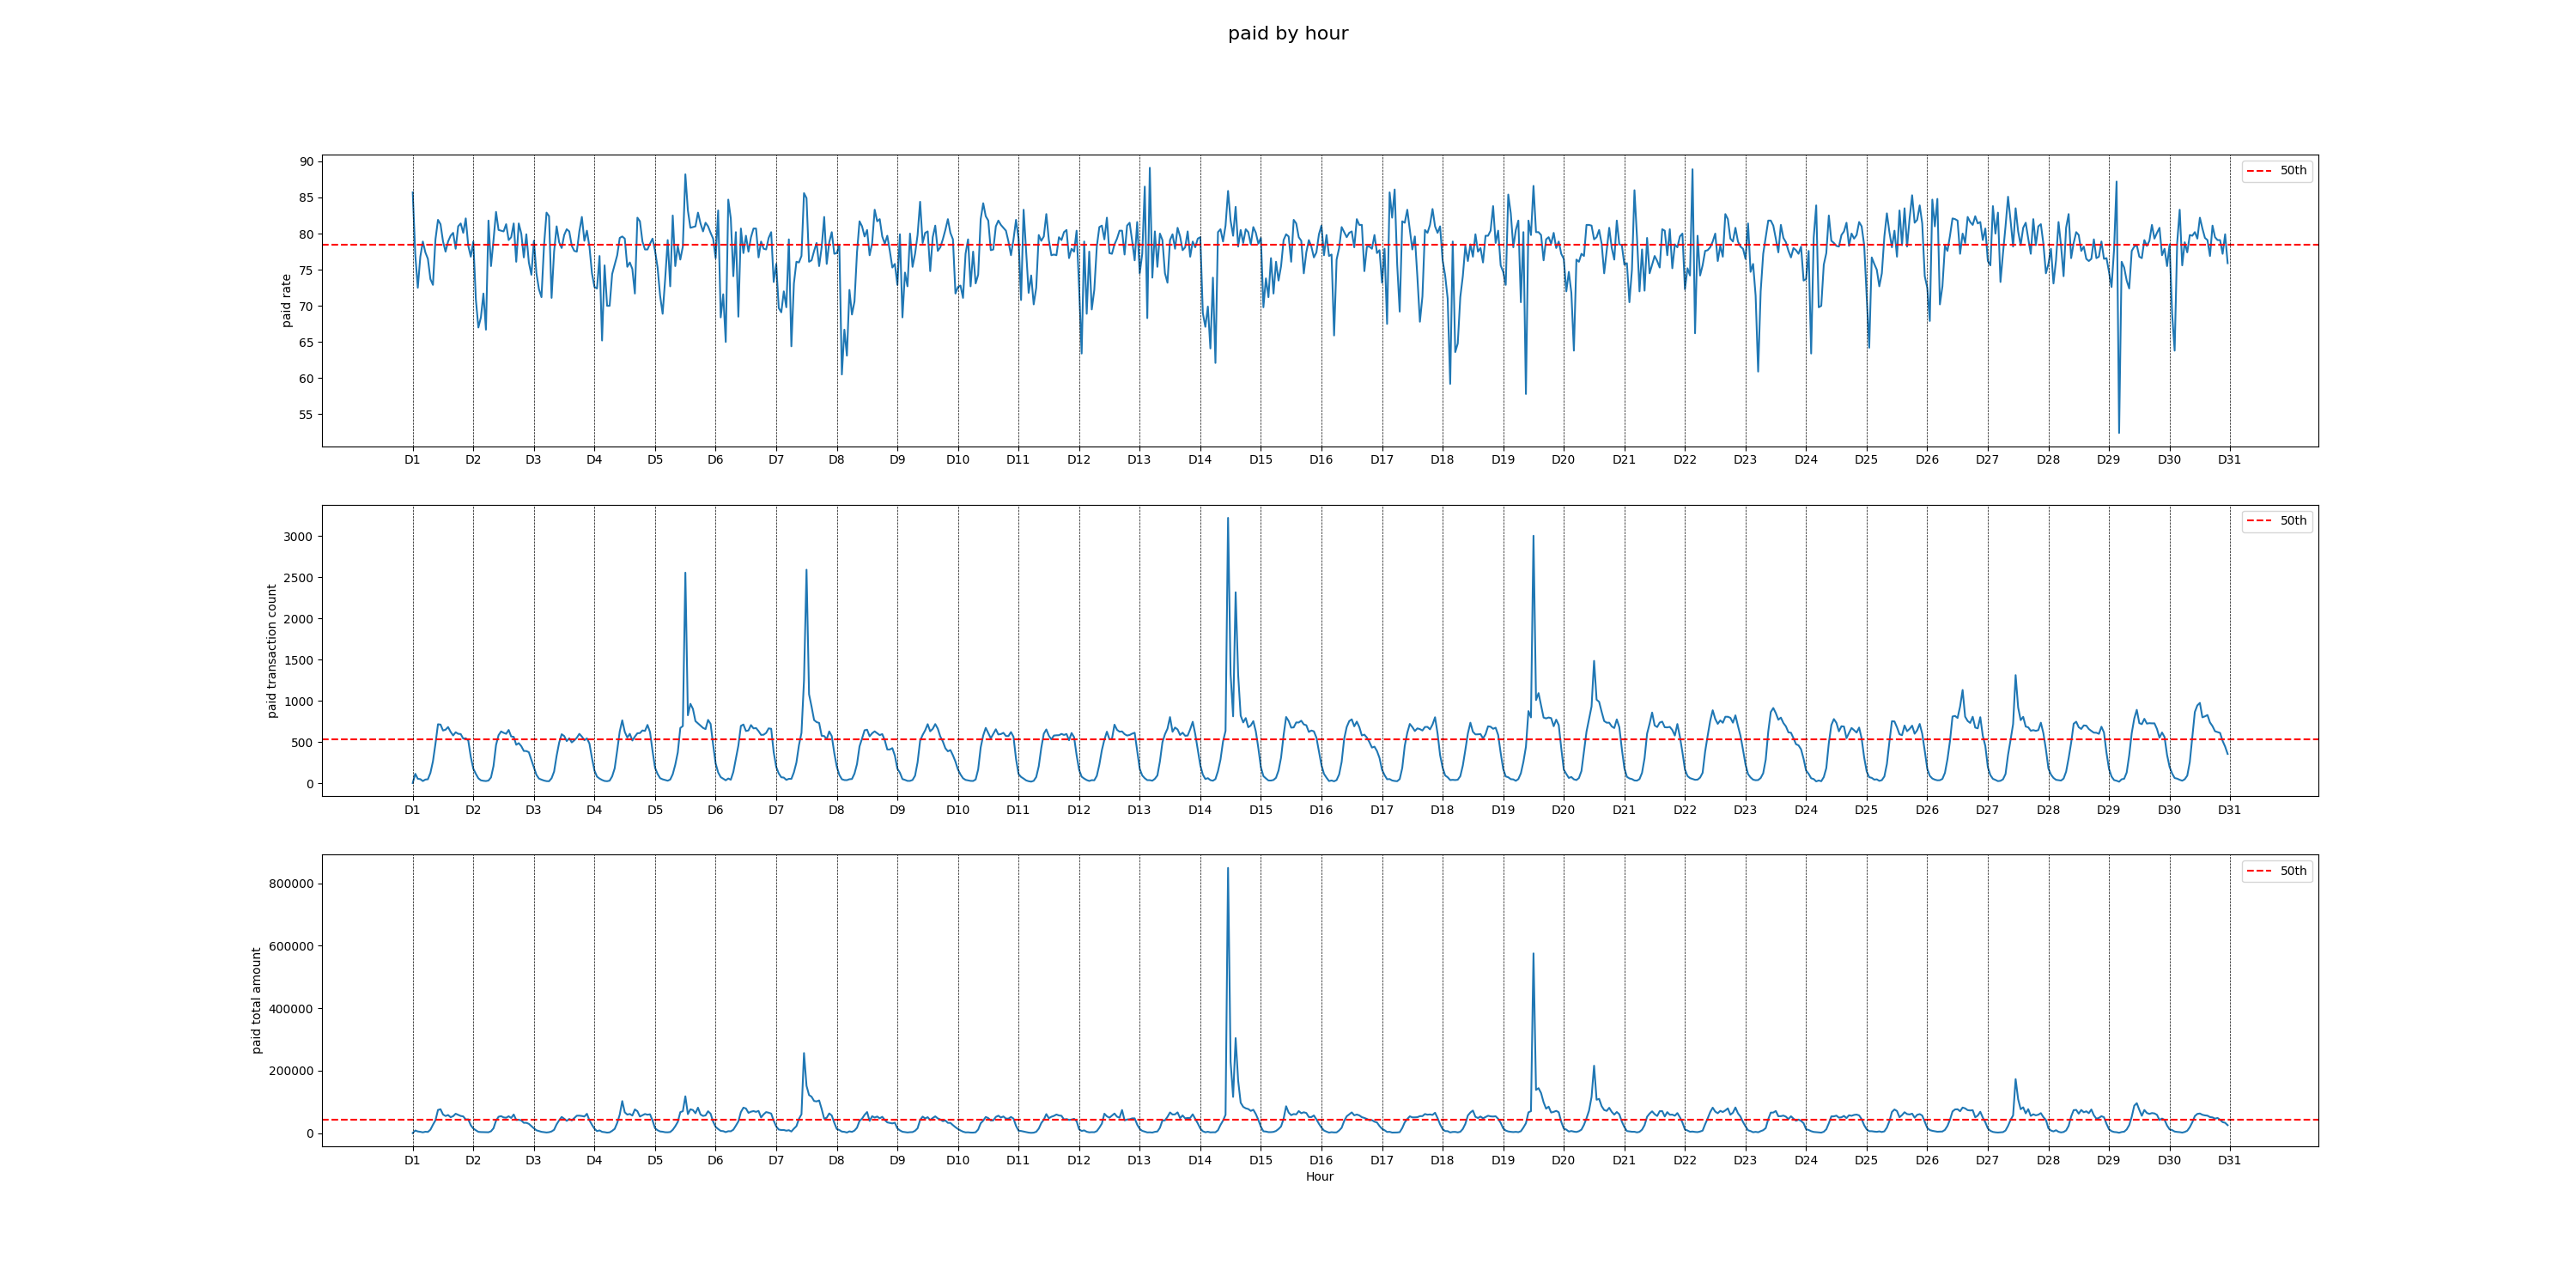 paid by hour
90
85
80
75
70
65
60
55
paid rate
50th
D1 D2 D3 D4 D5 D6 D7 D8 D9 D10 D11 D12 D13 D14 D15 D16 D17 D18 D19 D20 D21 D22 D23 D24 D25 D26 D27 D28 D29 D30 D31
3000
2500
2000
1500
1000
500
0
paid transaction count
50th
D1 D2 D3 D4 D5 D6 D7 D8 D9 D10 D11 D12 D13 D14 D15 D16 D17 D18 D19 D20 D21 D22 D23 D24 D25 D26 D27 D28 D29 D30 D31
800000
600000
400000
200000
0
paid total amount
50th
D1 D2 D3 D4 D5 D6 D7 D8 D9 D10 D11 D12 D13 D14 D15 D16 D17 D18 D19 D20 D21 D22 D23 D24 D25 D26 D27 D28 D29 D30 D31
Hour